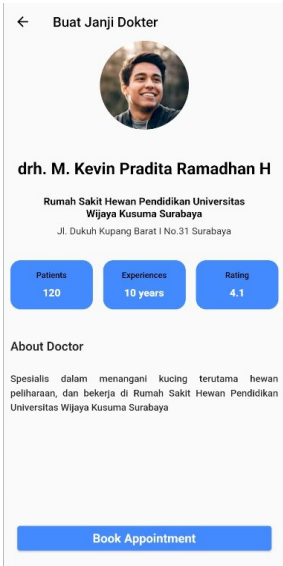 Buat Janji Dokter
drh. M. Kevin Pradita Ramadhan H
Rumah Sakit Hewan Pendidikan Universitas
Wijaya Kusuma Surabaya
Jl. Dukuh Kupang Barat I No.31 Surabaya
Patients
120
Experiences
10 years
Rating
4.1
About Doctor
Spesialis dalam menangani kucing terutama hewan
peliharaan, dan bekerja di Rumah Sakit Hewan Pendidikan
Universitas Wijaya Kusuma Surabaya
Book Appointment